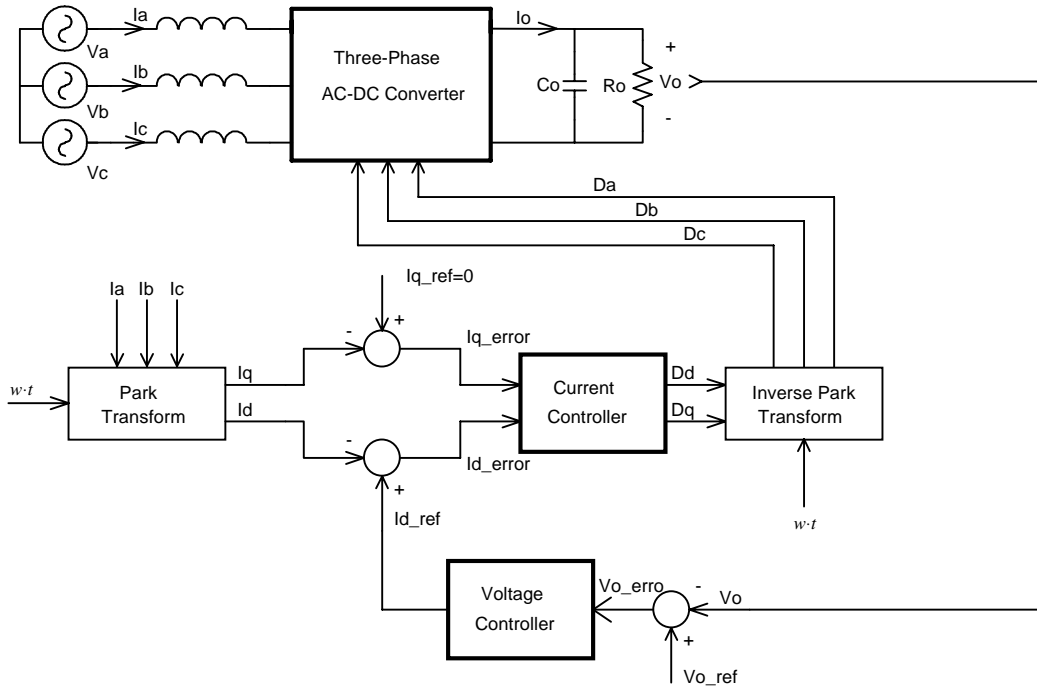 Ia
Io
Va
Three-Phase
AC-DC Converter
+
Ib
Co
Ro
Vo
Vb
-
Ic
Vc
Da
Db
Dc
Iq_ref=0
Ia Ib Ic
+
-
Iq_error
w·t
Park
Transform
Iq
Id
Current
Controller
Dd
Dq
Inverse Park
Transform
-
Id_error
+
Id_ref
w·t
Voltage
Controller
Vo_erro
-
Vo
+
Vo_ref